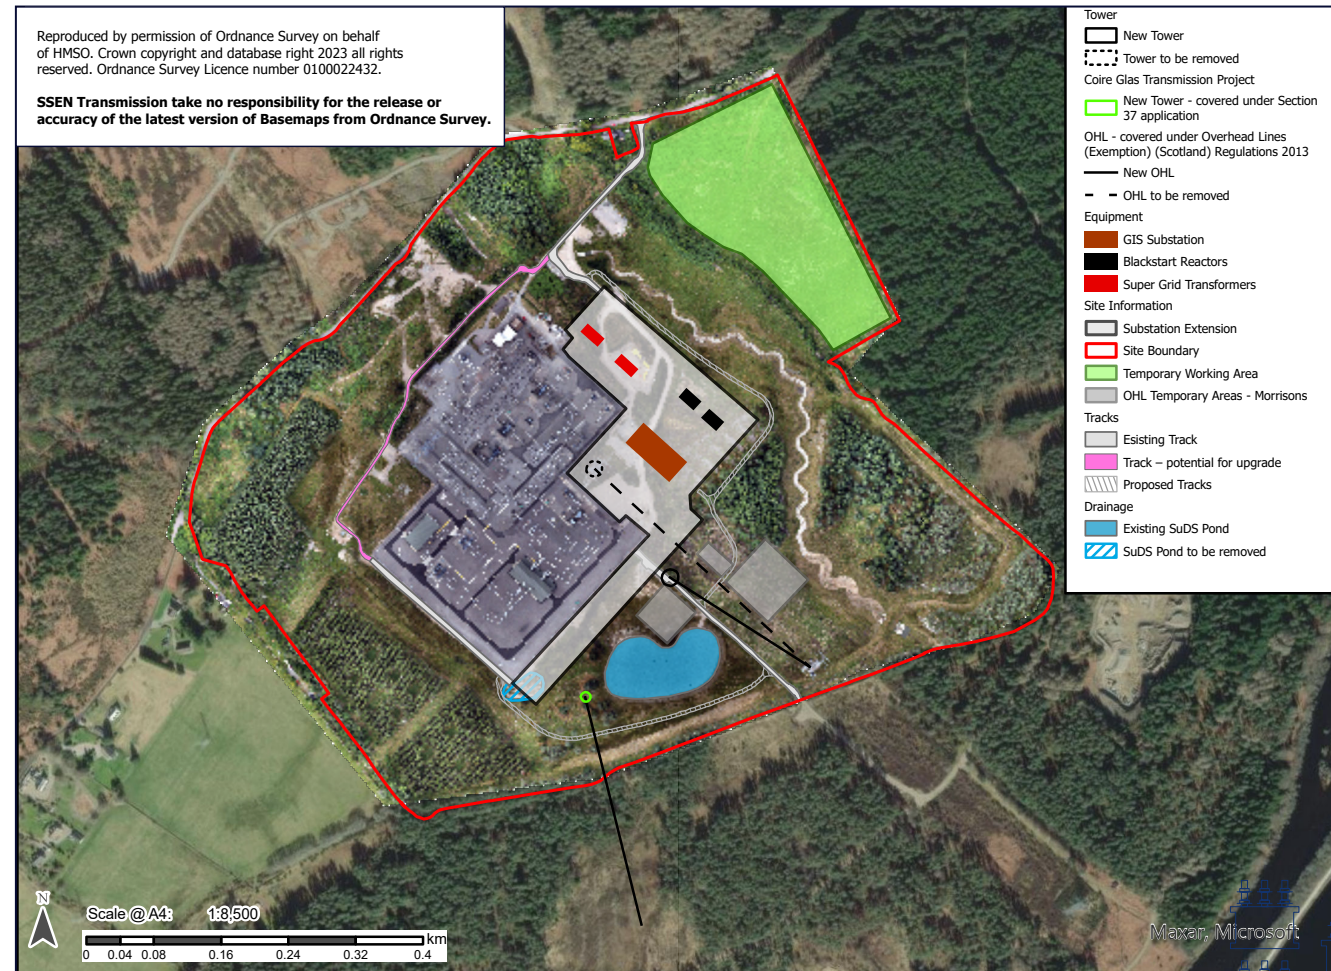 Reproduced by permission of Ordnance Survey on behalf
of HMSO. Crown copyright and database right 2023 all rights
reserved. Ordnance Survey Licence number 0100022432.
SSEN Transmission take no responsibility for the release or
accuracy of the latest version of Basemaps from Ordnance Survey.
Tower
New Tower
Tower to be removed
Coire Glas Transmission Project
New Tower - covered under Section
37 application
OHL - covered under Overhead Lines
(Exemption) (Scotland) Regulations 2013
New OHL
OHL to be removed
Equipment
GIS Substation
Blackstart Reactors
Super Grid Transformers
Site Information
Substation Extension
Site Boundary
Temporary Working Area
OHL Temporary Areas - Morrisons
Tracks
Esisting Track
Track – potential for upgrade
Proposed Tracks
Drainage
Existing SuDS Pond
SuDS Pond to be removed
N
Scale @ A4: 1:8,500
km
0 0.04 0.08 0.16 0.24 0.32 0.4
Maxar, Microsoft